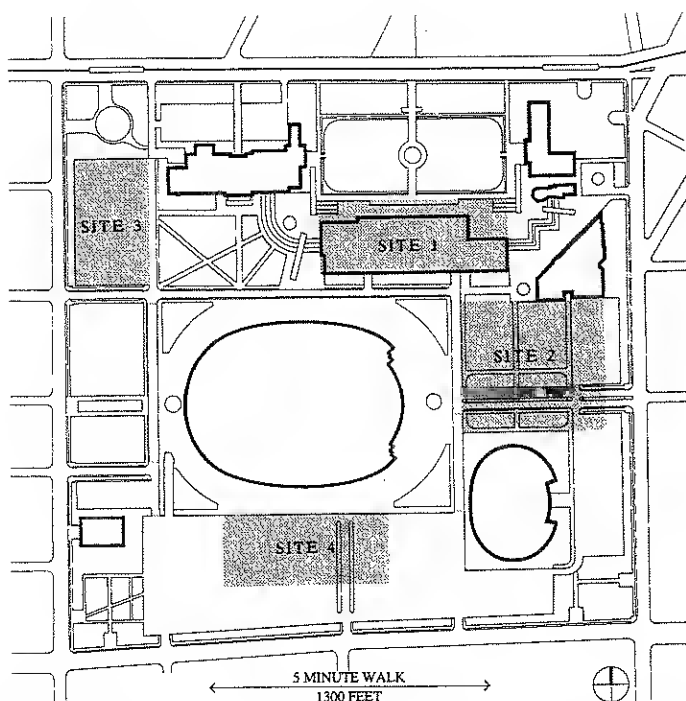 SITE 3
SITE 1
SITE 2
SITE 4
5 MINUTE WALK
1300 FEET